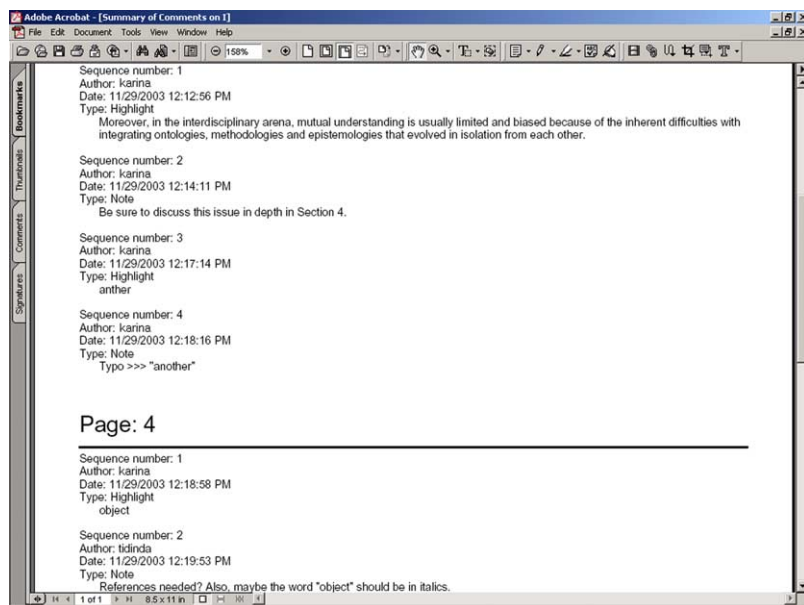 Adobe Acrobat - [Summary of Comments on I]
File Edit Document Tools View Window Help
158%
Bookmarks
Thumbnails
Comments
Signatures
Sequence number: 1
Author: karina
Date: 11/29/2003 12:12:56 PM
Type: Highlight
Moreover, in the interdisciplinary arena, mutual understanding is usually limited and biased because of the inherent difficulties with
integrating ontologies, methodologies and epistemologies that evolved in isolation from each other.
Sequence number: 2
Author: karina
Date: 11/29/2003 12:14:11 PM
Type: Note
Be sure to discuss this issue in depth in Section 4.
Sequence number: 3
Author: karina
Date: 11/29/2003 12:17:14 PM
Type: Highlight
anther
Sequence number: 4
Author: karina
Date: 11/29/2003 12:18:16 PM
Type: Note
Typo >>> "another"
Page: 4
Sequence number: 1
Author: karina
Date: 11/29/2003 12:18:58 PM
Type: Highlight
object
Sequence number: 2
Author: tidinda
Date: 11/29/2003 12:19:53 PM
Type: Note
References needed? Also, maybe the word "object" should be in italics.
1 of 1 8.5 x 11 in